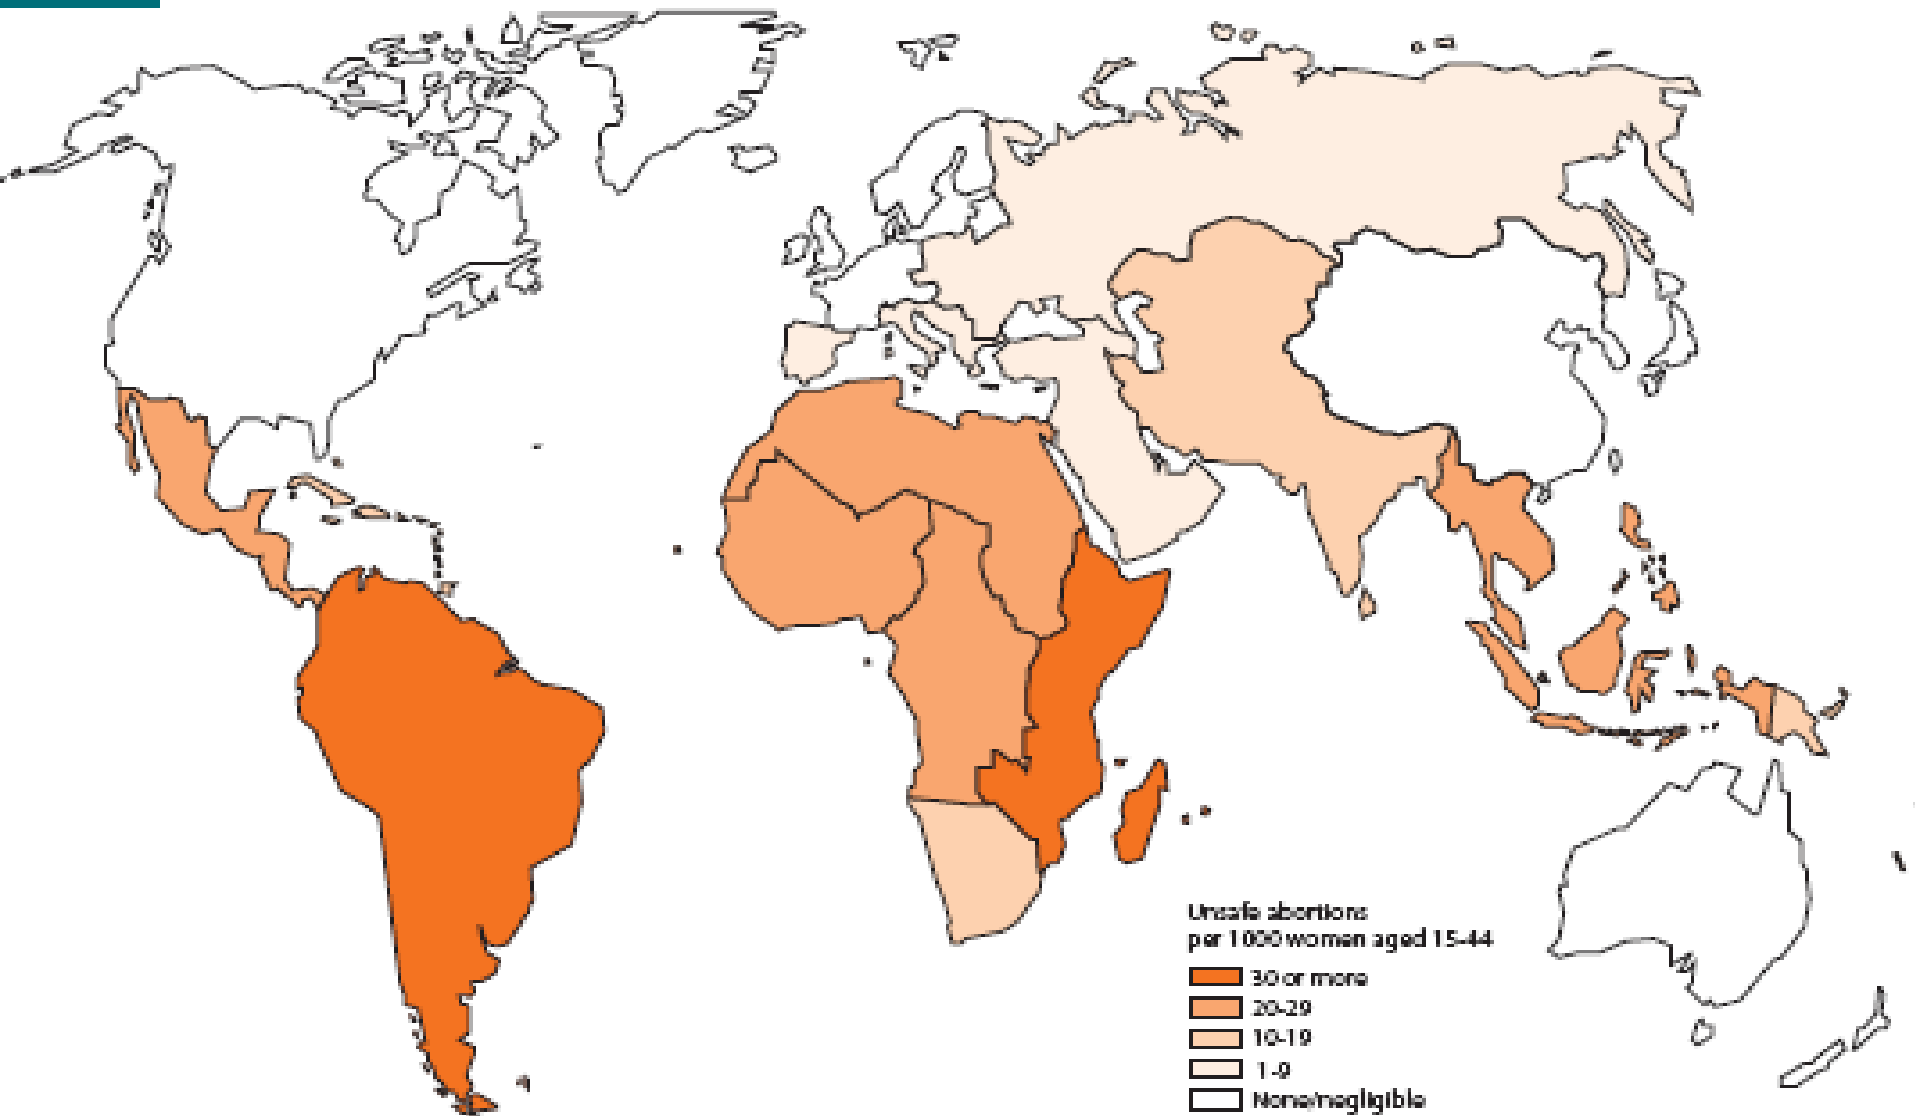 Unsafe abortions
per 1000 women aged 15-44
30 or more
20-29
10-19
1-9
None/negligible